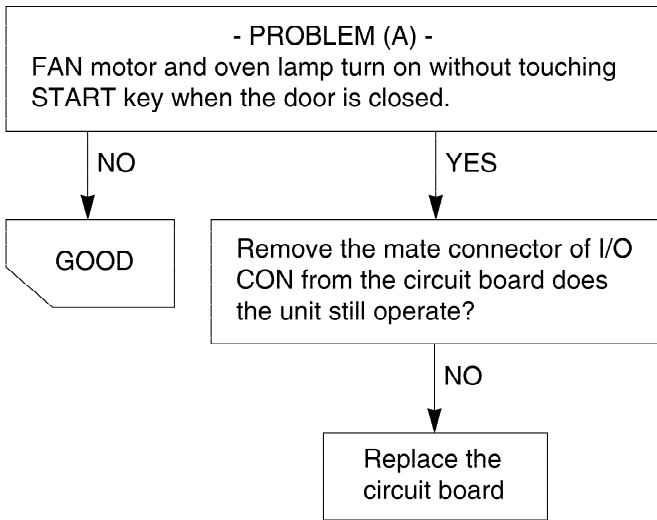 - PROBLEM (A) -
FAN motor and oven lamp turn on without touching
START key when the door is closed.
NO
YES
GOOD
Remove the mate connector of I/O
CON from the circuit board does
the unit still operate?
NO
Replace the
circuit board